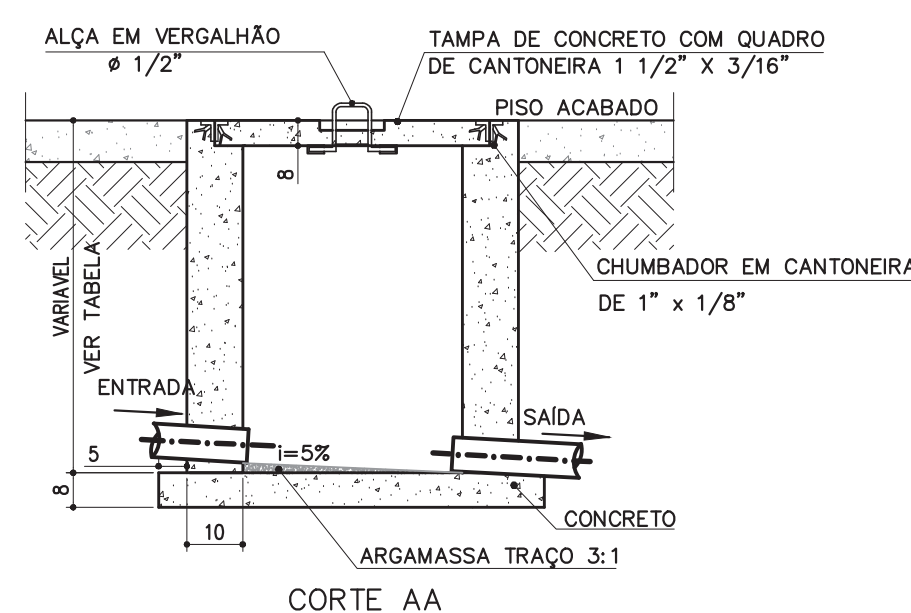 ALÇA EM VERGALHÃO
ø 1/2”
TAMPA DE CONCRETO COM QUADRO
DE CANTONEIRA 1 1/2” X 3/16”
PISO ACABADO
8
CHUMBADOR EM CANTONEIRA
DE 1” x 1/8”
VARIAVEL
VER TABELA
ENTRADA
SAÍDA
5
i=5%
8
10
CONCRETO
ARGAMASSA TRAÇO 3:1
CORTE AA